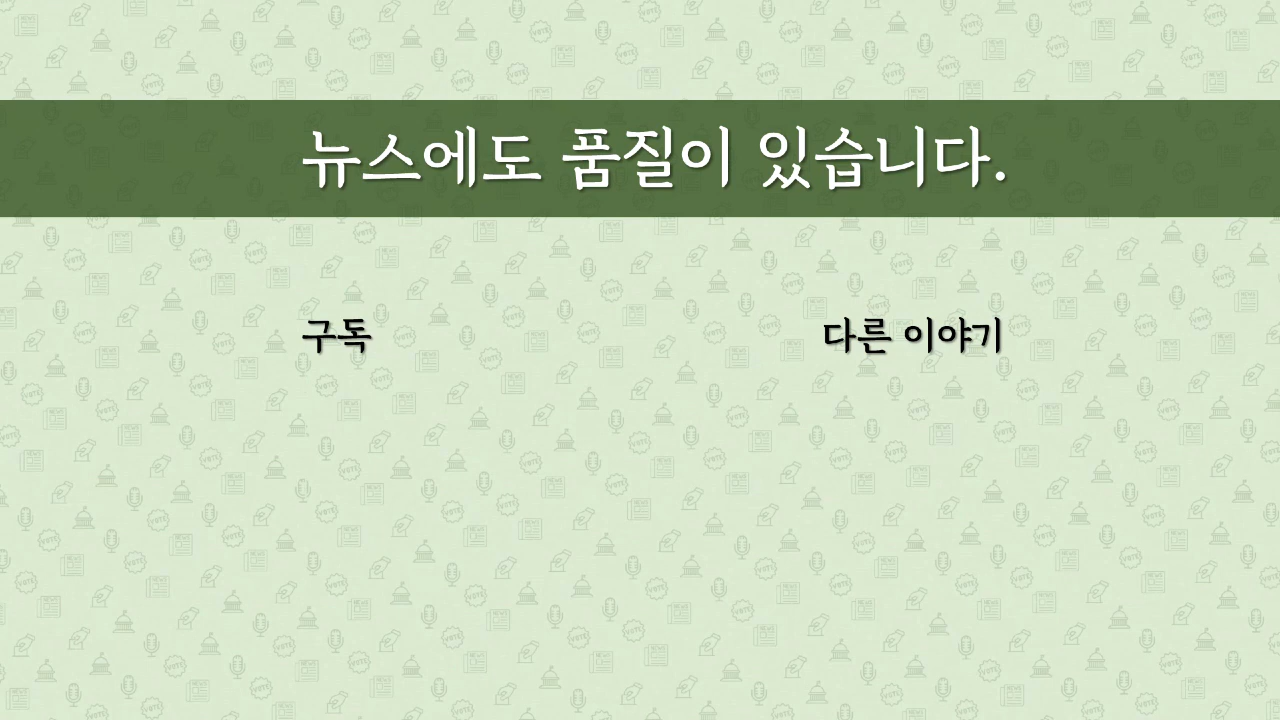 뉴스에도 품질이 있습니다.
구독
다른 이야기